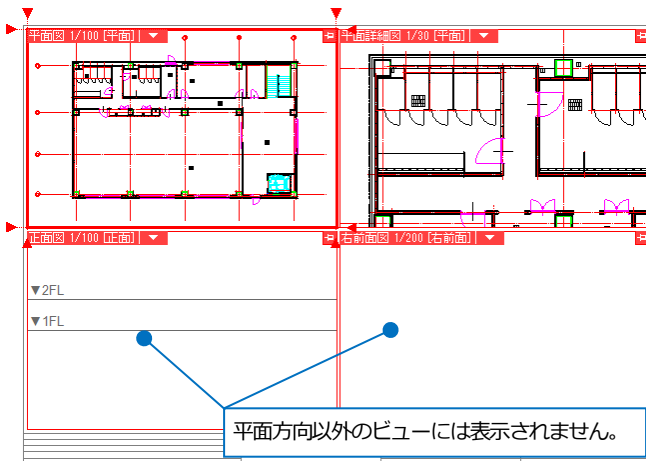 平面図 1/100 [平面]
平面詳細図 1/30 [平面]
正面図 1/100 [正面]
右前面図 1/200 [右前面]
▼2FL
▼1FL
平面方向以外のビューには表示されません。